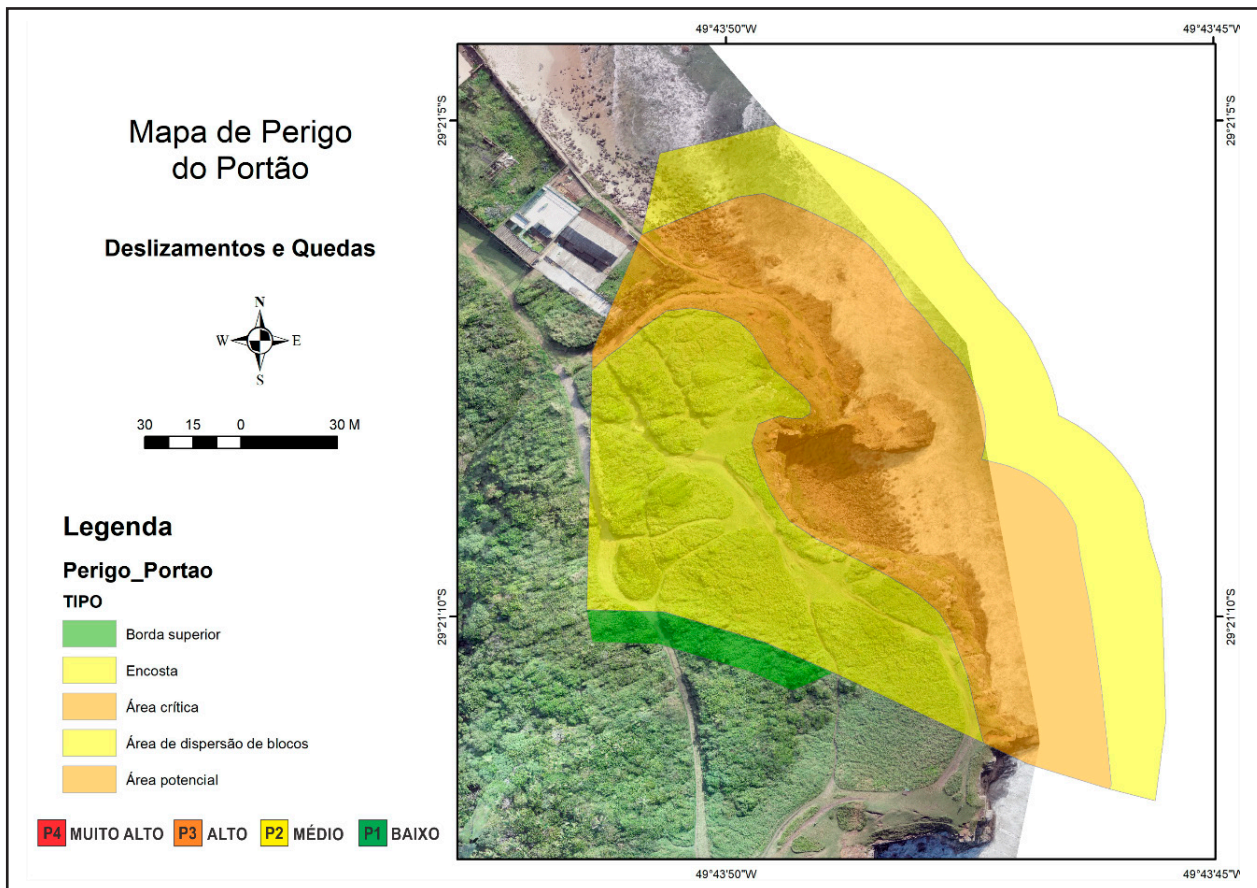 Mapa de Perigo
do Portão
Deslizamentos e Quedas
N
W E
S
30 15 0 30 M
Legenda
Perigo_Portao
TIPO
Borda superior
Encosta
Área crítica
Área de dispersão de blocos
Área potencial
P4 MUITO ALTO P3 ALTO P2 MÉDIO P1 BAIXO
49°43'50"W 49°43'45"W
29°21'5"S 29°21'5"S
29°21'10"S 29°21'10"S
49°43'50"W 49°43'45"W